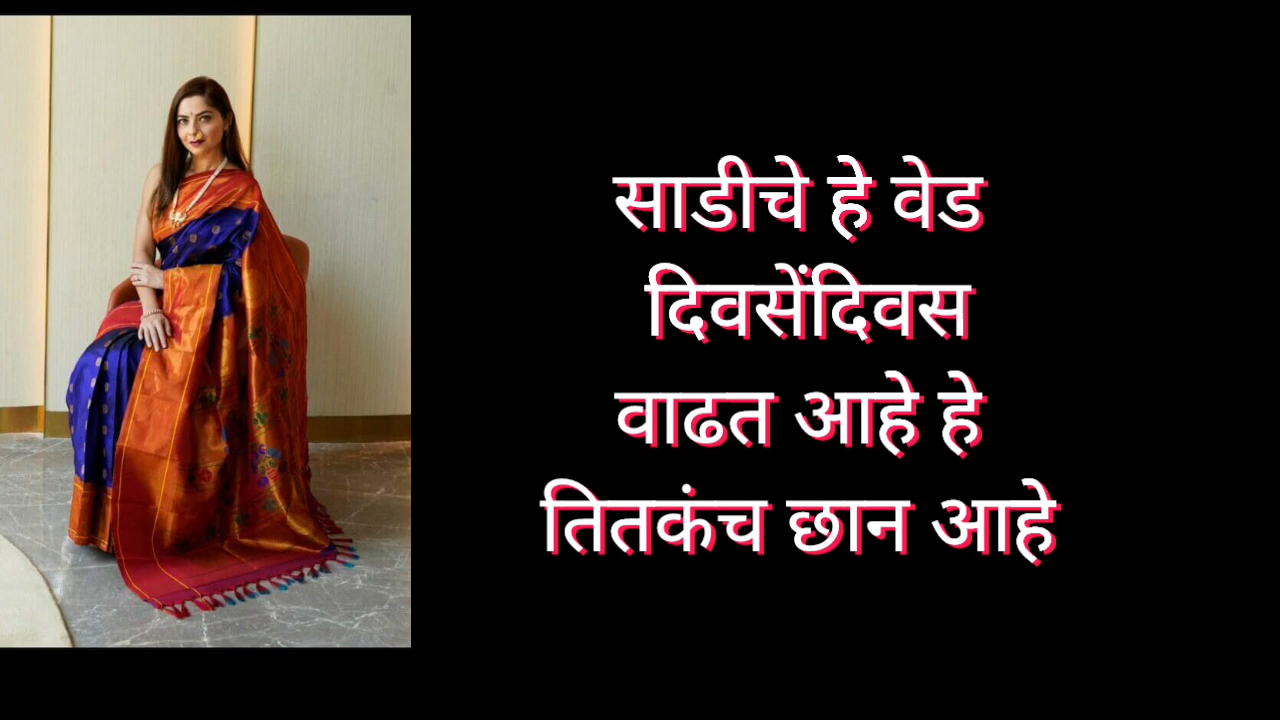 साडीचे हे वेड
दिवसेंदिवस
वाढत आहे हे
तितकंच छान आहे